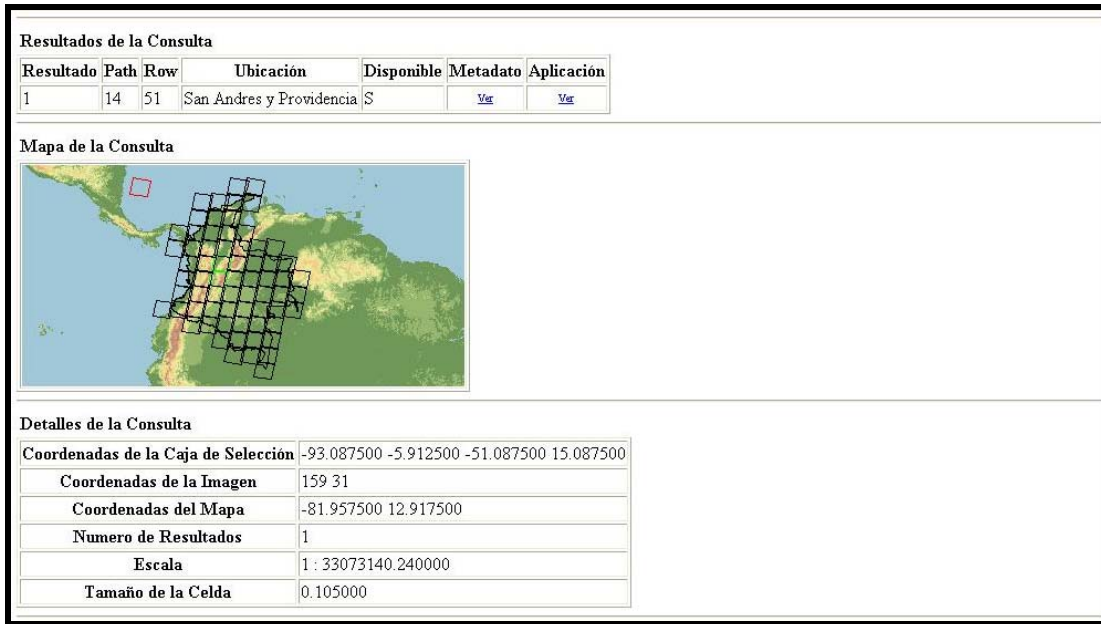 Resultados de la Consulta
Resultado Path Row Ubicación Disponible Metadato Aplicación
1 14 51 San Andres y Providencia S Ver Ver
Mapa de la Consulta
Detalles de la Consulta
Coordenadas de la Caja de Selección -93.087500 -5.912500 -51.087500 15.087500
Coordenadas de la Imagen 159 31
Coordenadas del Mapa -81.957500 12.917500
Numero de Resultados 1
Escala 1 : 33073140.240000
Tamaño de la Celda 0.105000